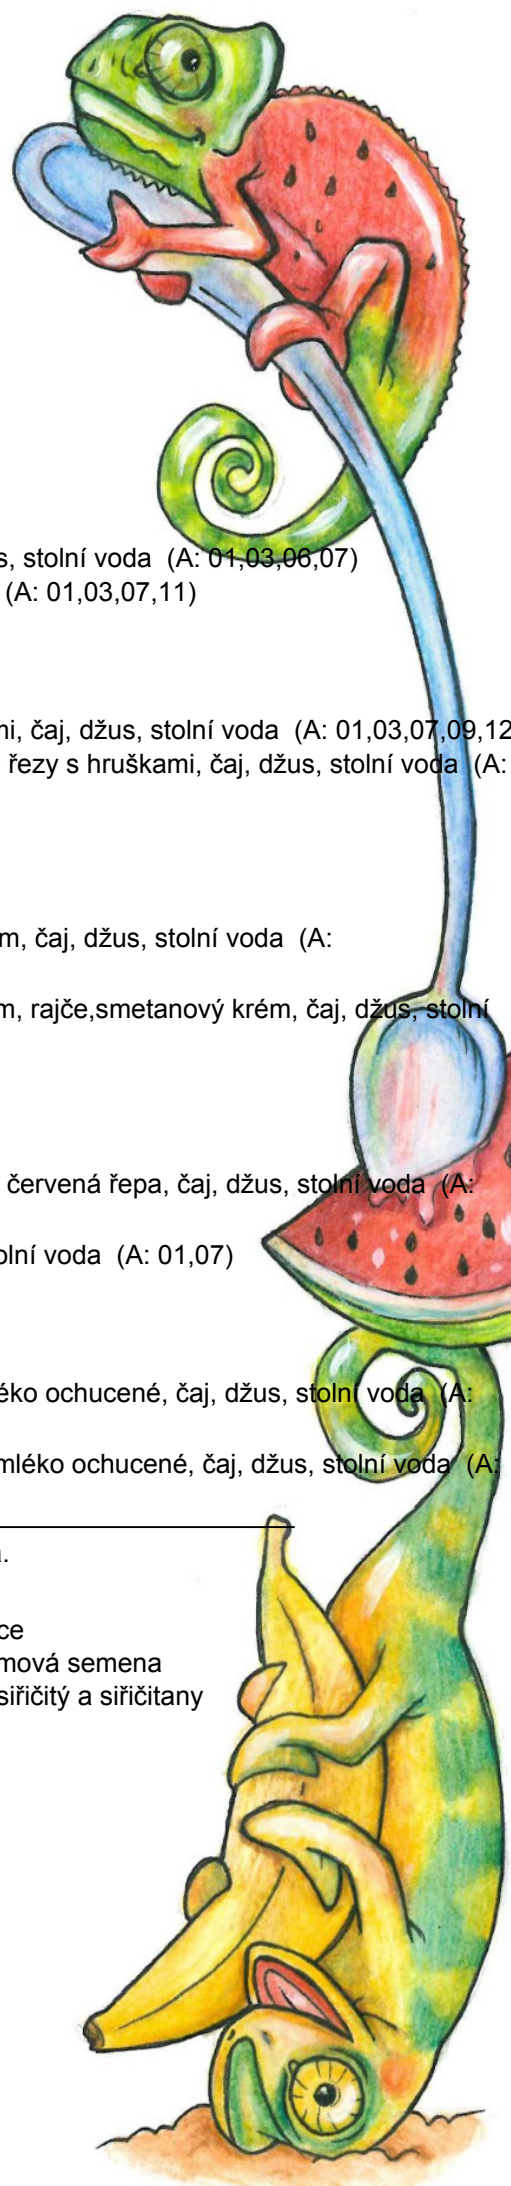 s, stolní voda (A: 01,03,06,07)
(A: 01,03,07,11)
ni, čaj, džus, stolní voda (A: 01,03,07,09,12
řezy s hruškami, čaj, džus, stolní voda (A:
m, čaj, džus, stolní voda (A:
m, rajče,smetanový krém, čaj, džus, stolní
červená řepa, čaj, džus, stolní voda (A:
olní voda (A: 01,07)
éko ochucené, čaj, džus, stolní voda (A:
mléko ochucené, čaj, džus, stolní voda (A:
a.
ce
mová semena
siřičitý a siřičitany